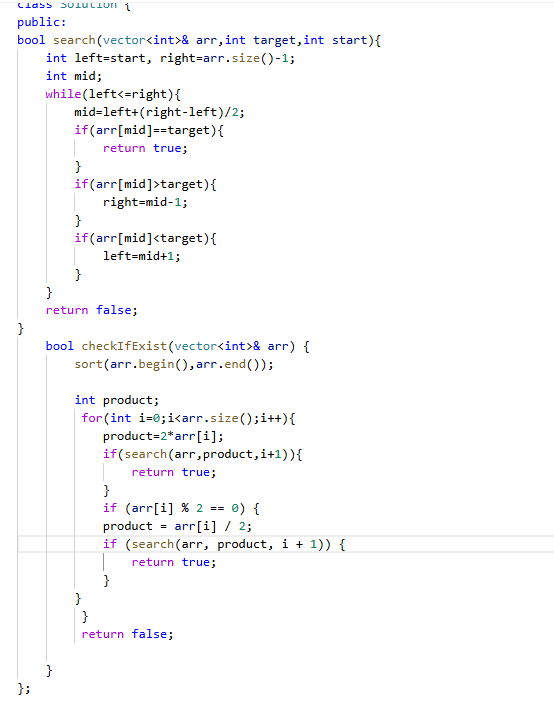 class Solution {
public:
bool search(vector<int>& arr,int target,int start){
    int left=start, right=arr.size()-1;
    int mid;
    while(left<=right){
        mid=left+(right-left)/2;
        if(arr[mid]==target){
            return true;
        }
        if(arr[mid]>target){
            right=mid-1;
        }
        if(arr[mid]<target){
            left=mid+1;
        }
    }
    return false;
}
    bool checkIfExist(vector<int>& arr) {
        sort(arr.begin(),arr.end());

        int product;
         for(int i=0;i<arr.size();i++){
            product=2*arr[i];
            if(search(arr,product,i+1)){
                return true;
            }
            if (arr[i] % 2 == 0) {
            product = arr[i] / 2;
            if (search(arr, product, i + 1)) {
                return true;
            }
        }
         }
         return false;

    }
};